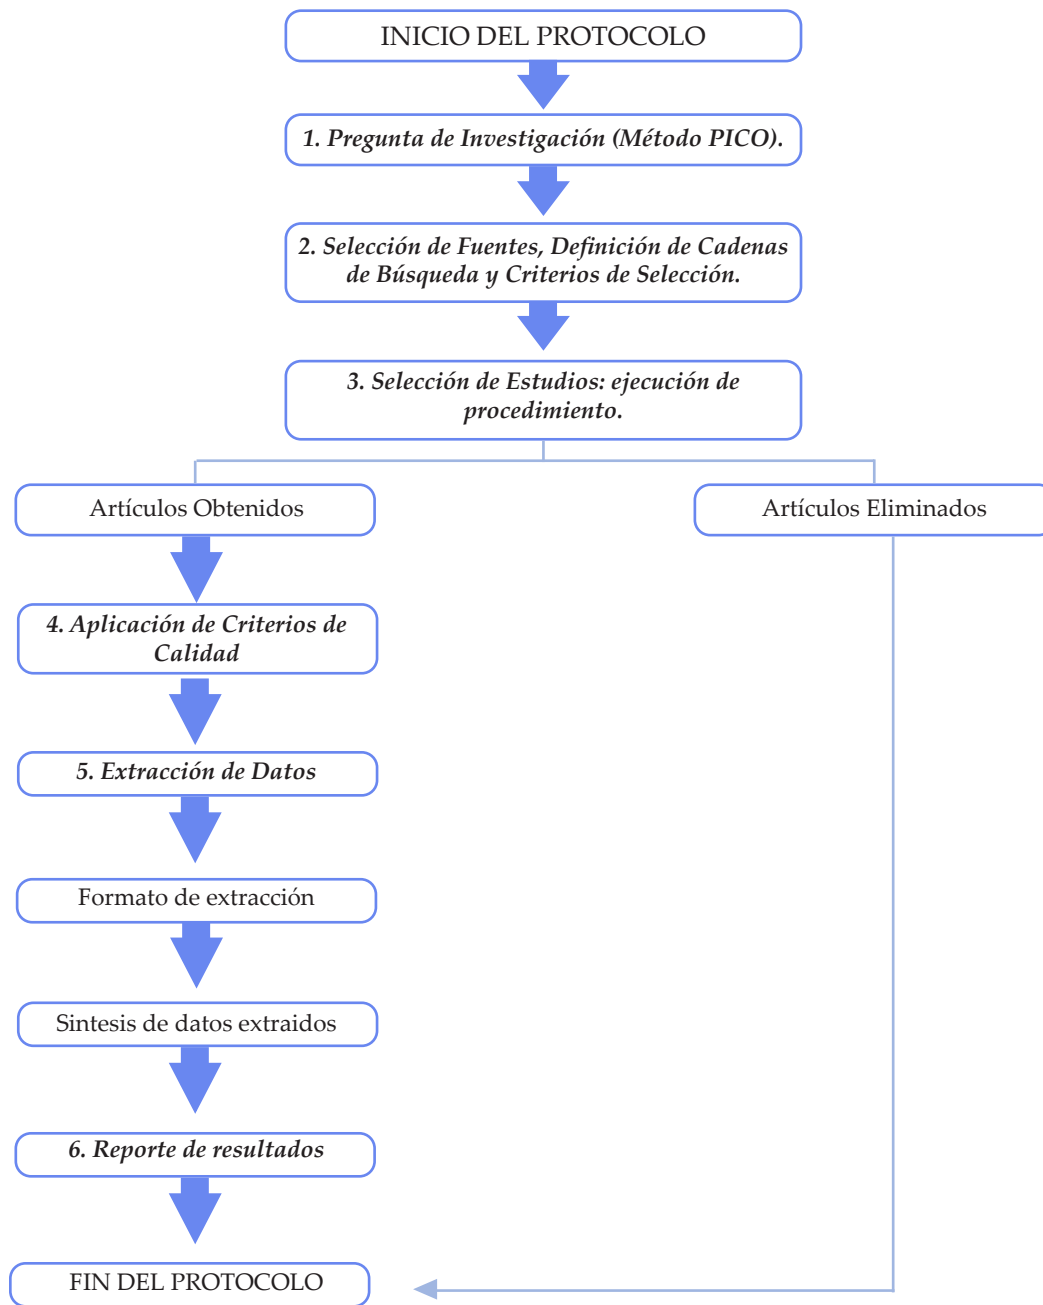 INICIO DEL PROTOCOLO
1. Pregunta de Investigación (Método PICO).
2. Selección de Fuentes, Definición de Cadenas
de Búsqueda y Criterios de Selección.
3. Selección de Estudios: ejecución de
procedimiento.
Artículos Obtenidos
Artículos Eliminados
4. Aplicación de Criterios de
Calidad
5. Extracción de Datos
Formato de extracción
Sintesis de datos extraidos
6. Reporte de resultados
FIN DEL PROTOCOLO